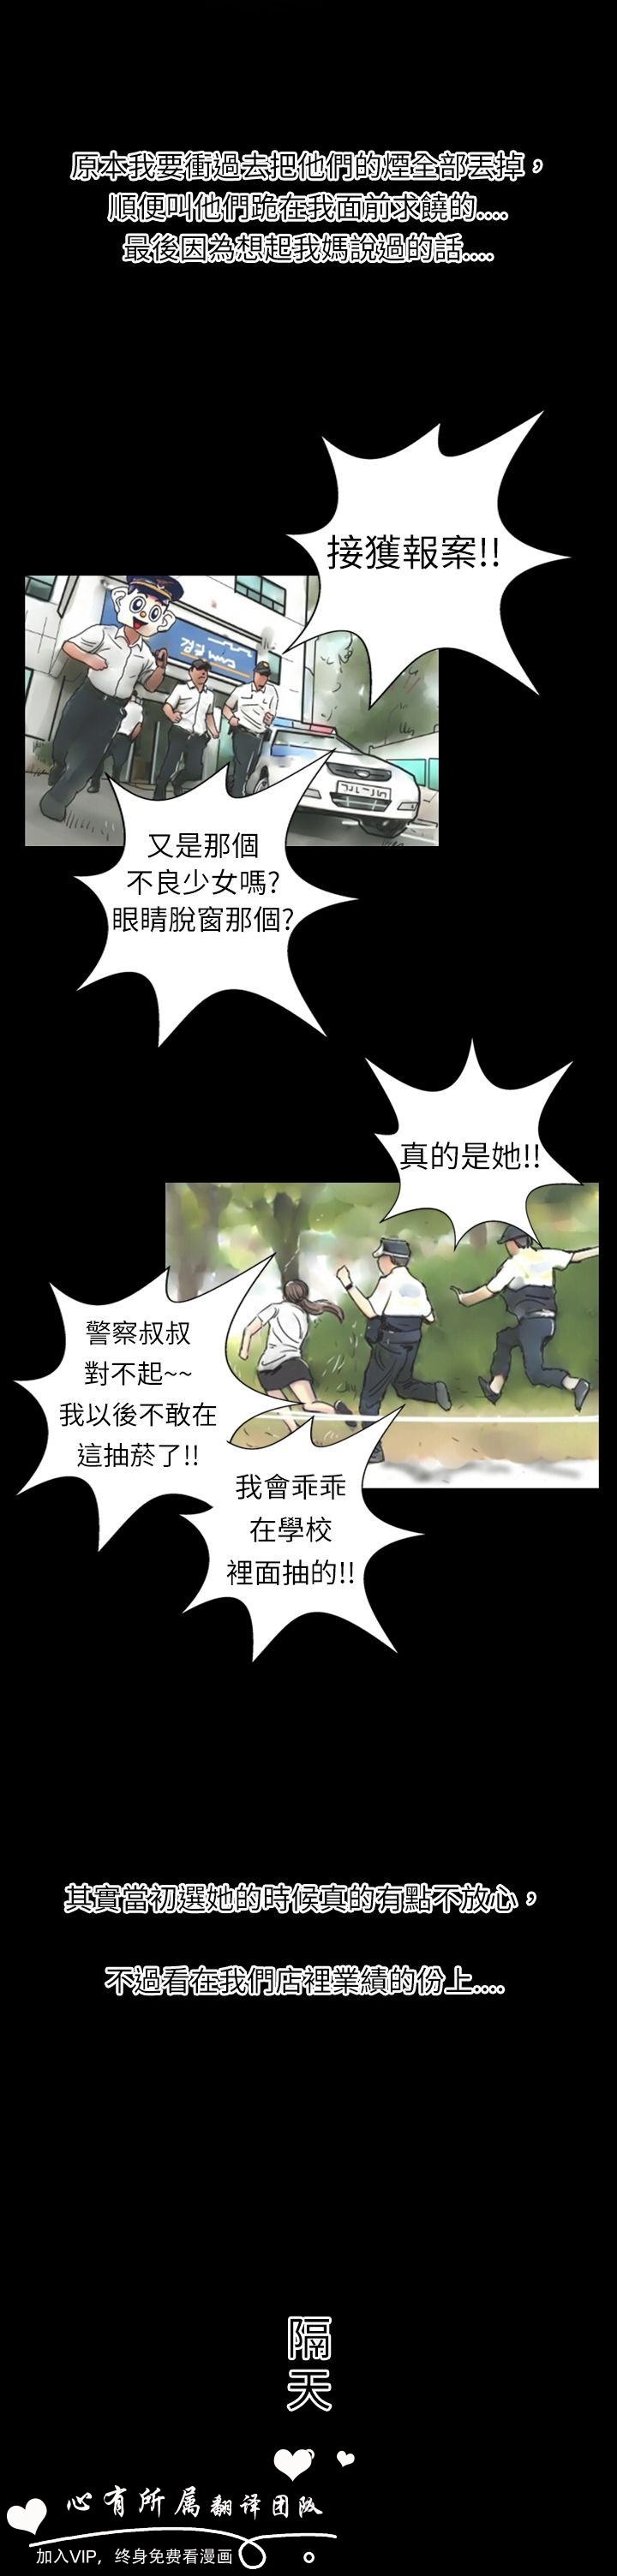 原本我要衝過去把他們的煙全部丟掉，
順便叫他們跪在我面前求饒的....
最後因為想起我媽說過的話....
接獲報案!!
又是那個
不良少女嗎?
眼睛脫窗那個?
真的是她!!
警察叔叔
對不起~~
我以後不敢在
這抽菸了!!
我會乖乖
在學校
裡面抽的!!
其實當初選她的時候真的有點不放心，
不過看在我們店裡業績的份上....
隔天
心有所属翻译团队
加入VIP，终身免费看漫画